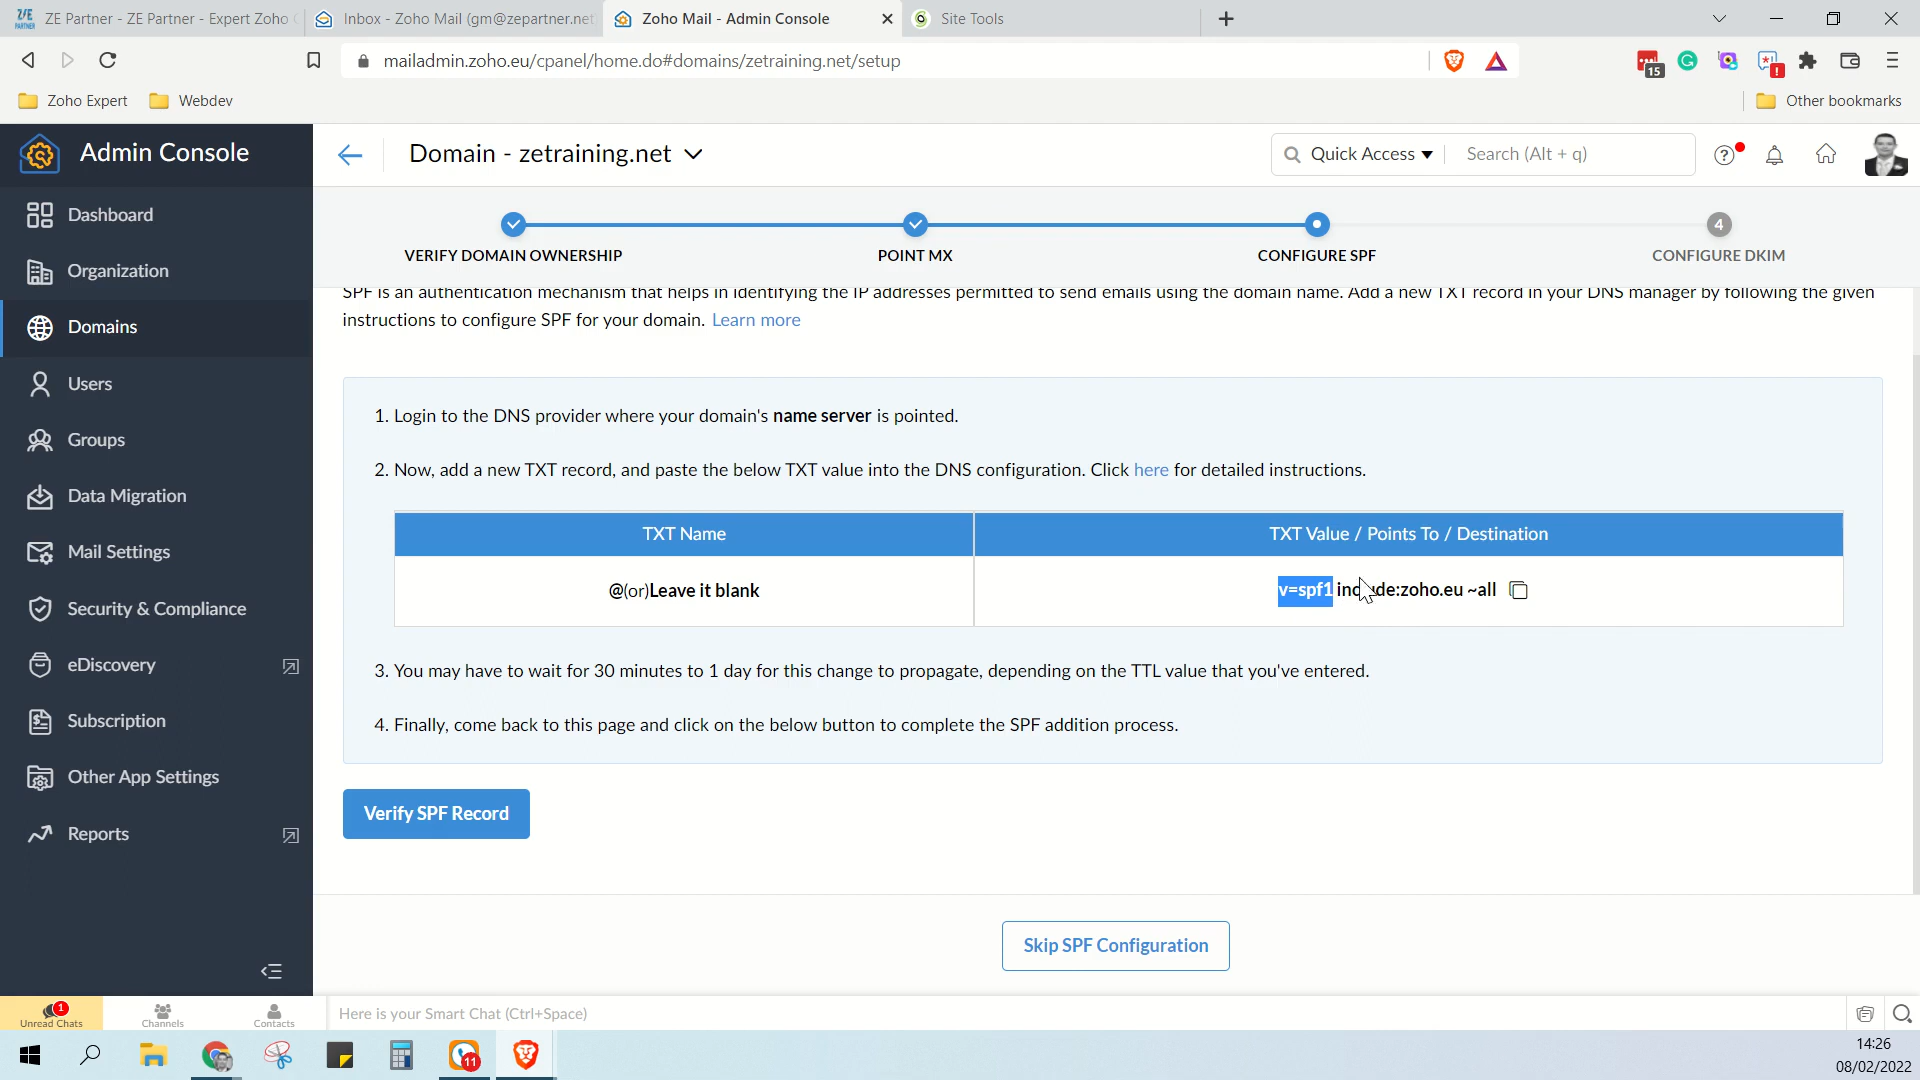 ZE Partner - ZE Partner - Expert Zoho C
Inbox - Zoho Mail (gm@zepartner.net
Zoho Mail - Admin Console
Site Tools
mailadmin.zoho.eu/cpanel/home.do#domains/zetraining.net/setup
15
Zoho Expert
Webdev
Other bookmarks
Admin Console
Domain - zetraining.net
Quick Access
Search (Alt + q)
Dashboard
Organization
Domains
Users
Groups
Data Migration
Mail Settings
Security & Compliance
eDiscovery
Subscription
Other App Settings
Reports
VERIFY DOMAIN OWNERSHIP
POINT MX
CONFIGURE SPF
4
CONFIGURE DKIM
SPF is an authentication mechanism that helps in identifying the IP addresses permitted to send emails using the domain name. Add a new TXT record in your DNS manager by following the given
instructions to configure SPF for your domain. Learn more
1. Login to the DNS provider where your domain's name server is pointed.
2. Now, add a new TXT record, and paste the below TXT value into the DNS configuration. Click here for detailed instructions.
TXT Name
TXT Value / Points To / Destination
@(or)Leave it blank
v=spf1 include:zoho.eu ~all
3. You may have to wait for 30 minutes to 1 day for this change to propagate, depending on the TTL value that you've entered.
4. Finally, come back to this page and click on the below button to complete the SPF addition process.
Verify SPF Record
Skip SPF Configuration
1
Unread Chats
Channels
Contacts
Here is your Smart Chat (Ctrl+Space)
11
14:26
08/02/2022